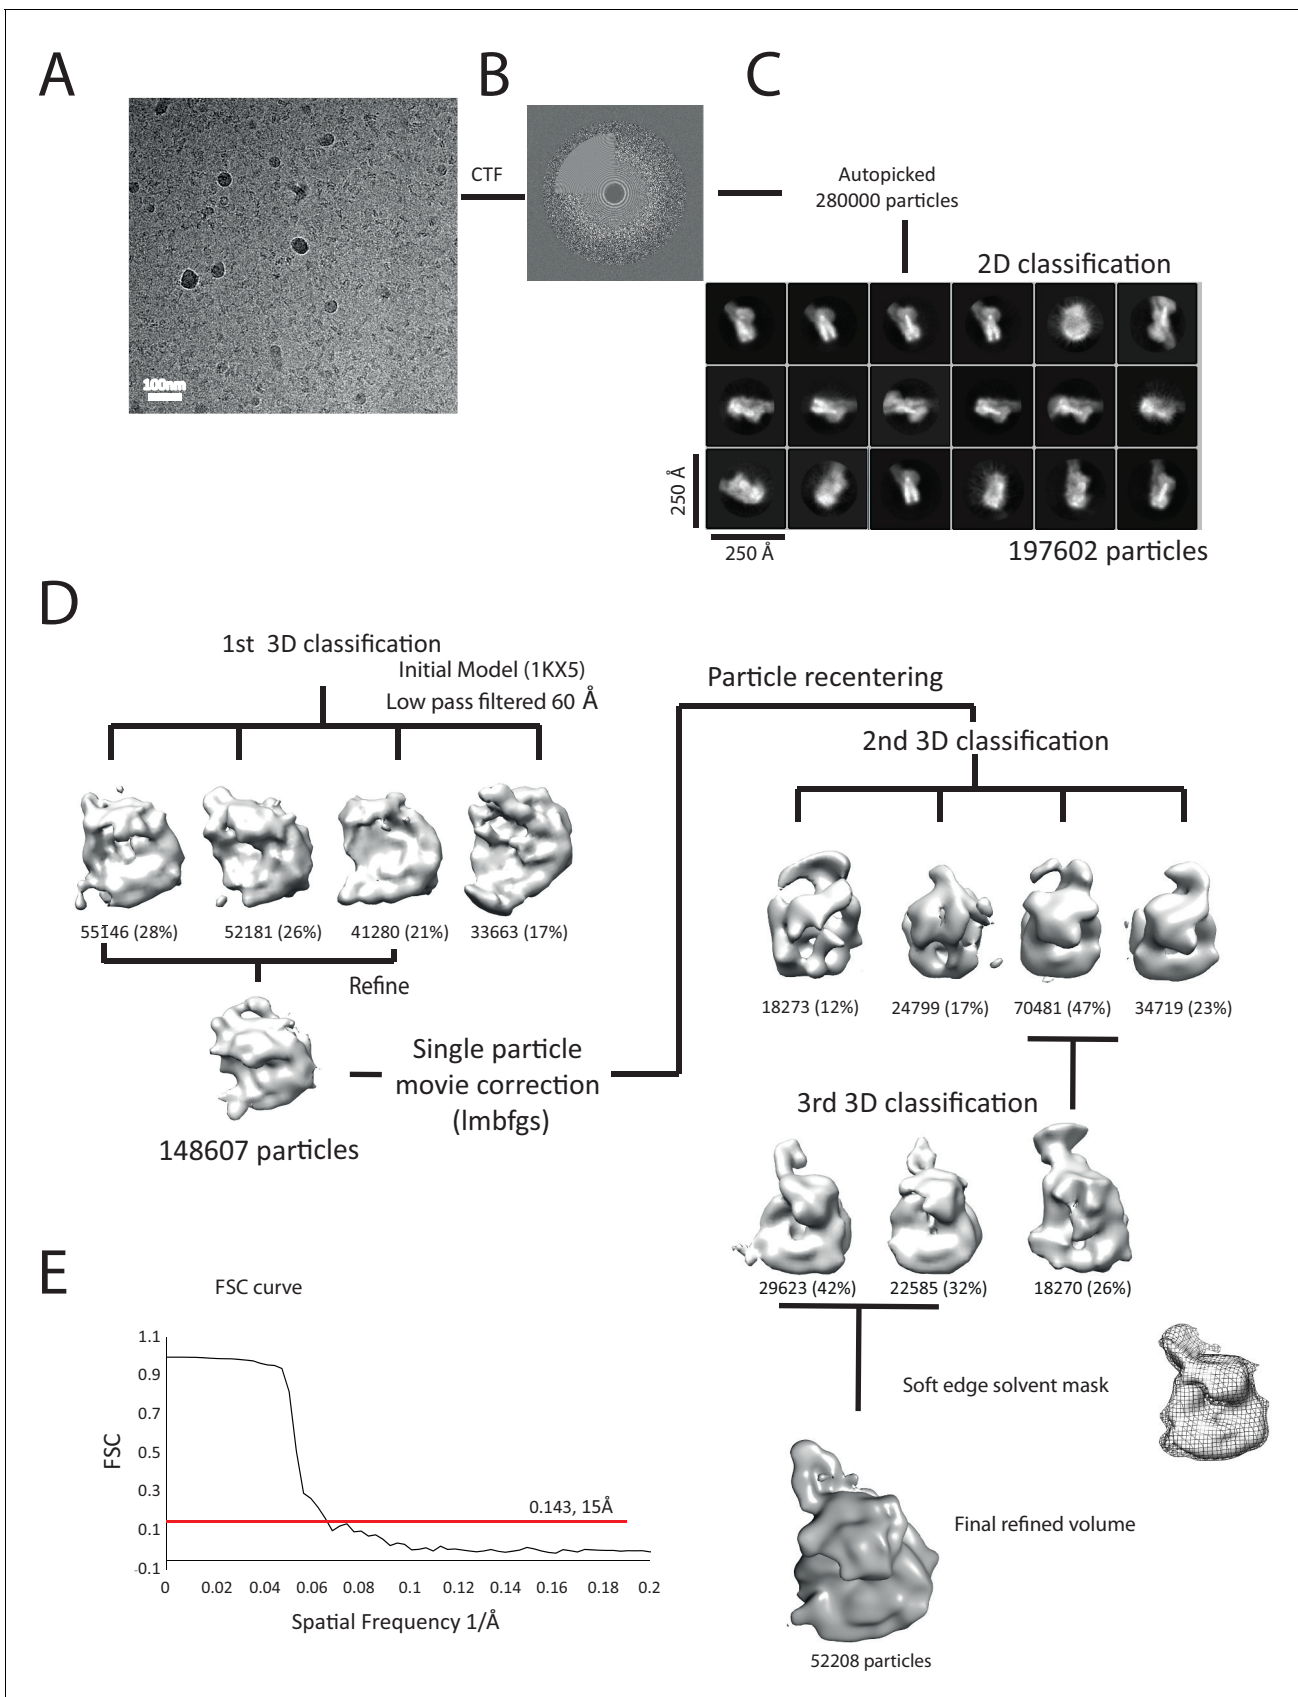 A
B
C
100nm
CTF
Autopicked
280000 particles
2D classification
250 Å
250 Å
197602 particles
D
1st 3D classification
Initial Model (1KX5)
Low pass filtered 60 Å
55146 (28%)
52181 (26%)
41280 (21%)
33663 (17%)
Refine
148607 particles
Single particle
movie correction
(lmbfgs)
Particle recentering
2nd 3D classification
18273 (12%)
24799 (17%)
70481 (47%)
34719 (23%)
3rd 3D classification
29623 (42%)
22585 (32%)
18270 (26%)
Soft edge solvent mask
Final refined volume
52208 particles
E
FSC curve
1.1
0.9
0.7
0.5
0.3
0.1
-0.1
FSC
0.143, 15Å
0 0.02 0.04 0.06 0.08 0.1 0.12 0.14 0.16 0.18 0.2
Spatial Frequency 1/Å